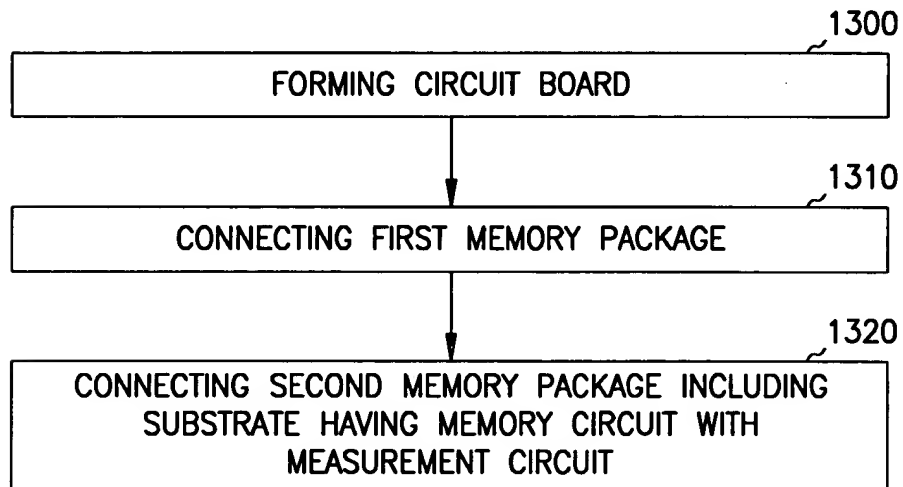 1300
FORMING CIRCUIT BOARD
1310
CONNECTING FIRST MEMORY PACKAGE
1320
CONNECTING SECOND MEMORY PACKAGE INCLUDING
SUBSTRATE HAVING MEMORY CIRCUIT WITH
MEASUREMENT CIRCUIT